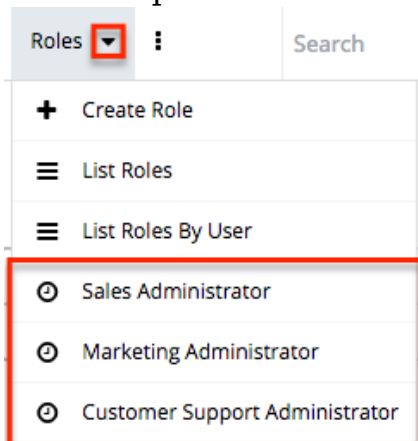 Roles
Search
Create Role
List Roles
List Roles By User
Sales Administrator
Marketing Administrator
Customer Support Administrator